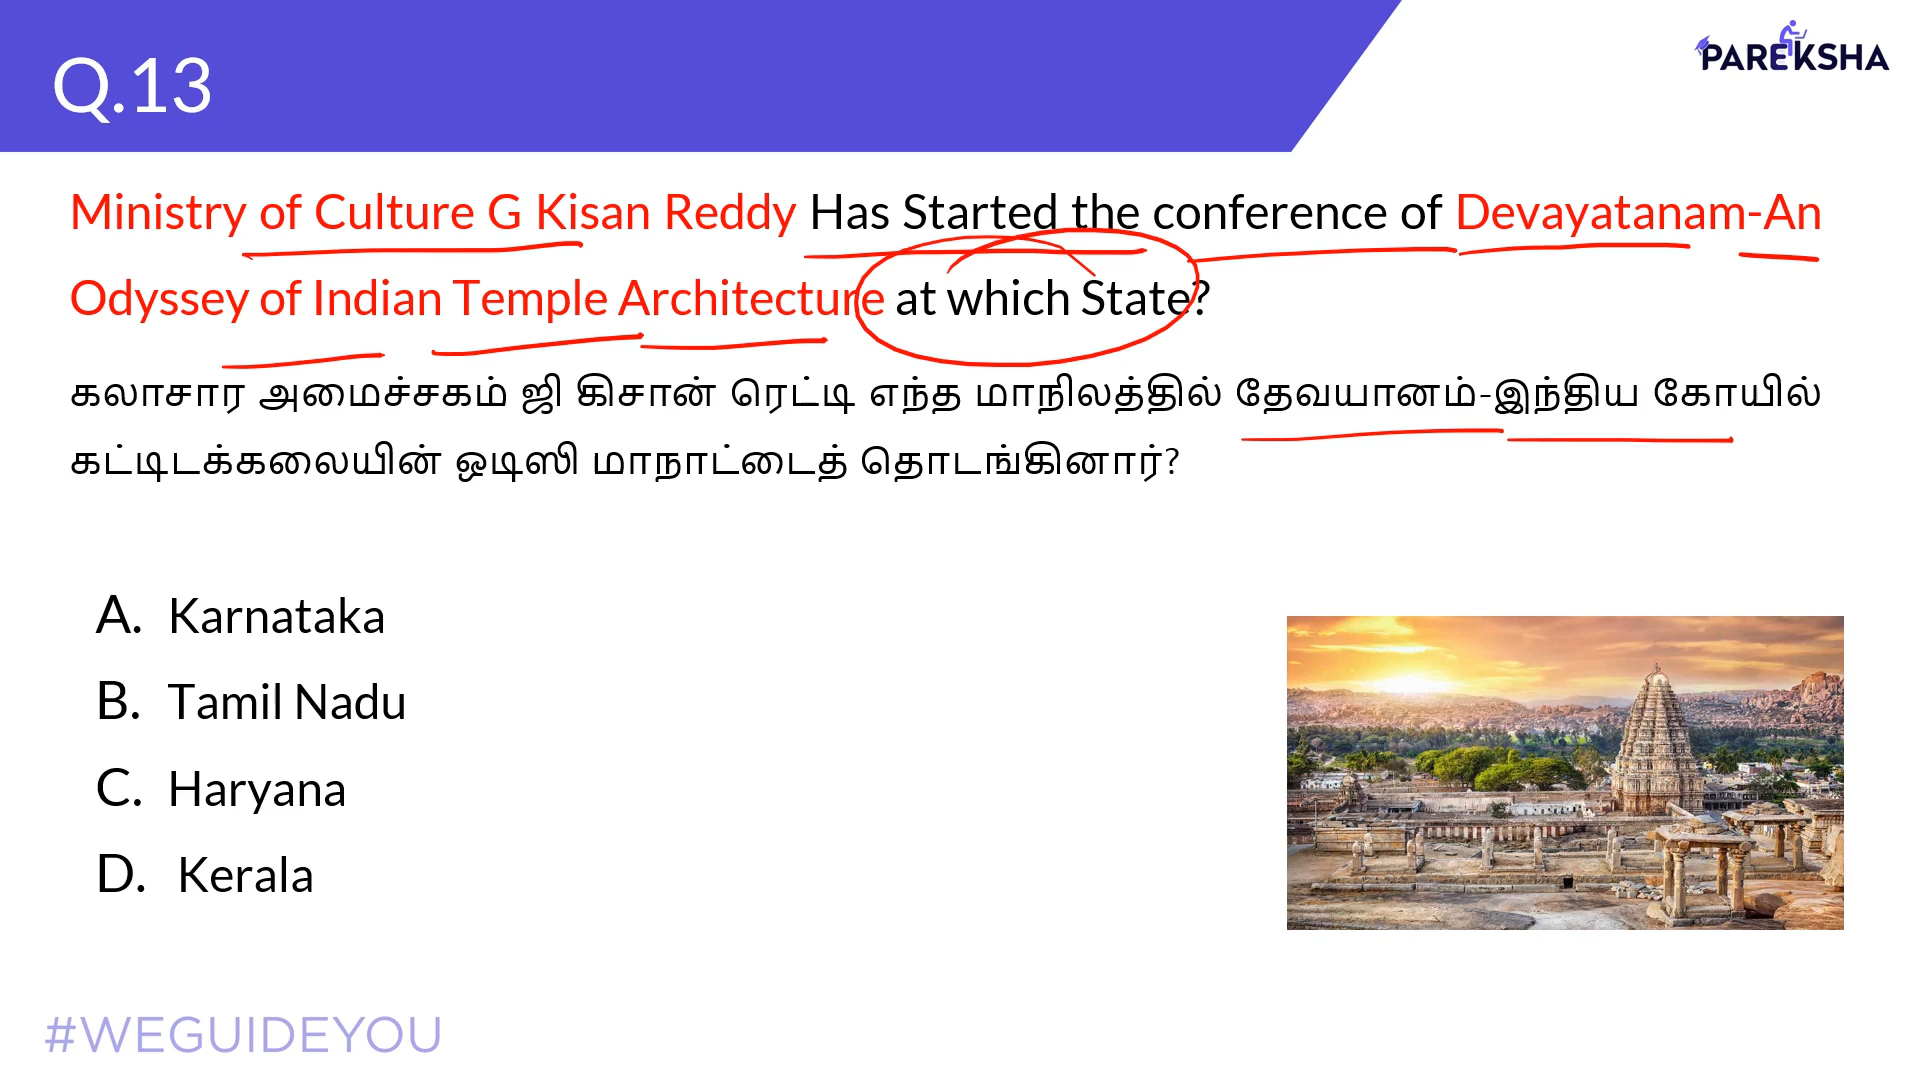 Q.13
PAREKSHA
Ministry of Culture G Kisan Reddy Has Started the conference of Devayatanam-An
Odyssey of Indian Temple Architecture at which State?
கலாசார அமைச்சகம் ஜி கிசான் ரெட்டி எந்த மாநிலத்தில் தேவயானம்-இந்திய கோயில்
கட்டிடக்கலையின் ஒடிஸி மாநாட்டைத் தொடங்கினார்?
A. Karnataka
B. Tamil Nadu
C. Haryana
D. Kerala
#WEGUIDEYOU